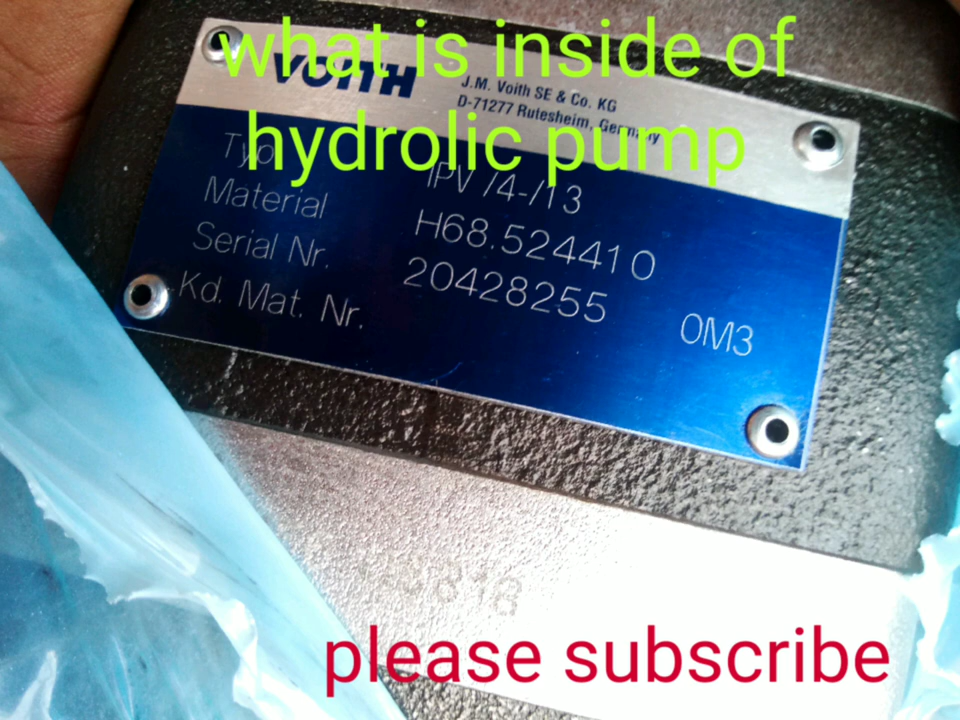 what is inside of
hydrolic pump
VOITH
J.M. Voith SE & Co. KG
D-71277 Rutesheim, Germany
Typ IPV /4-/13
Material H68.524410
Serial Nr. 20428255
Kd. Mat. Nr. 0M3
please subscribe